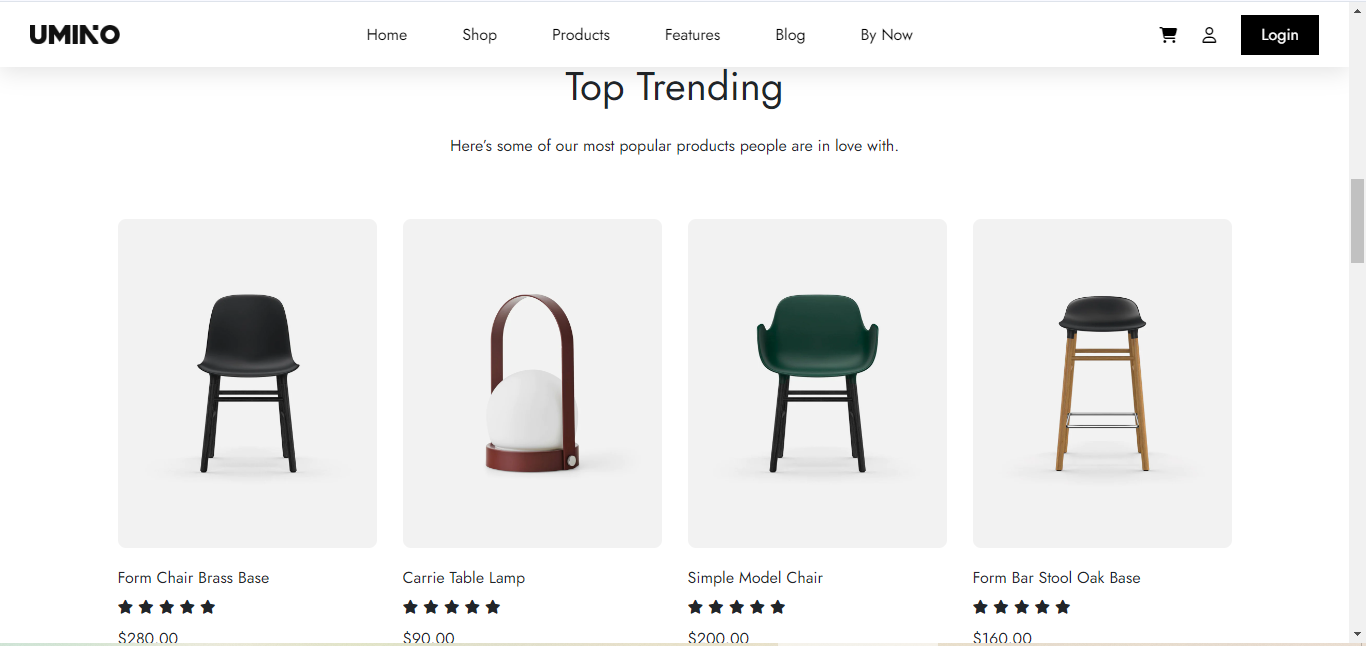 UMINO
Home Shop Products Features Blog By Now Login
Top Trending
Here's some of our most popular products people are in love with.
Form Chair Brass Base Carrie Table Lamp Simple Model Chair Form Bar Stool Oak Base
$280.00 $90.00 $200.00 $160.00